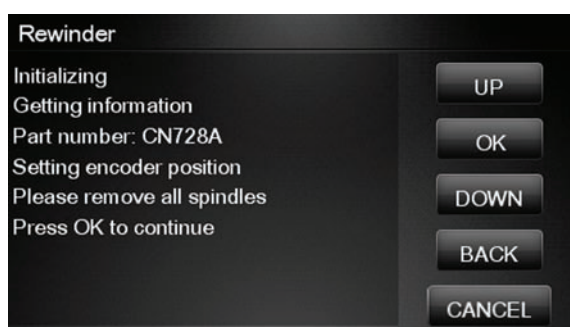 Rewinder
Initializing
Getting information
Part number: CN728A
Setting encoder position
Please remove all spindles
Press OK to continue
UP
OK
DOWN
BACK
CANCEL